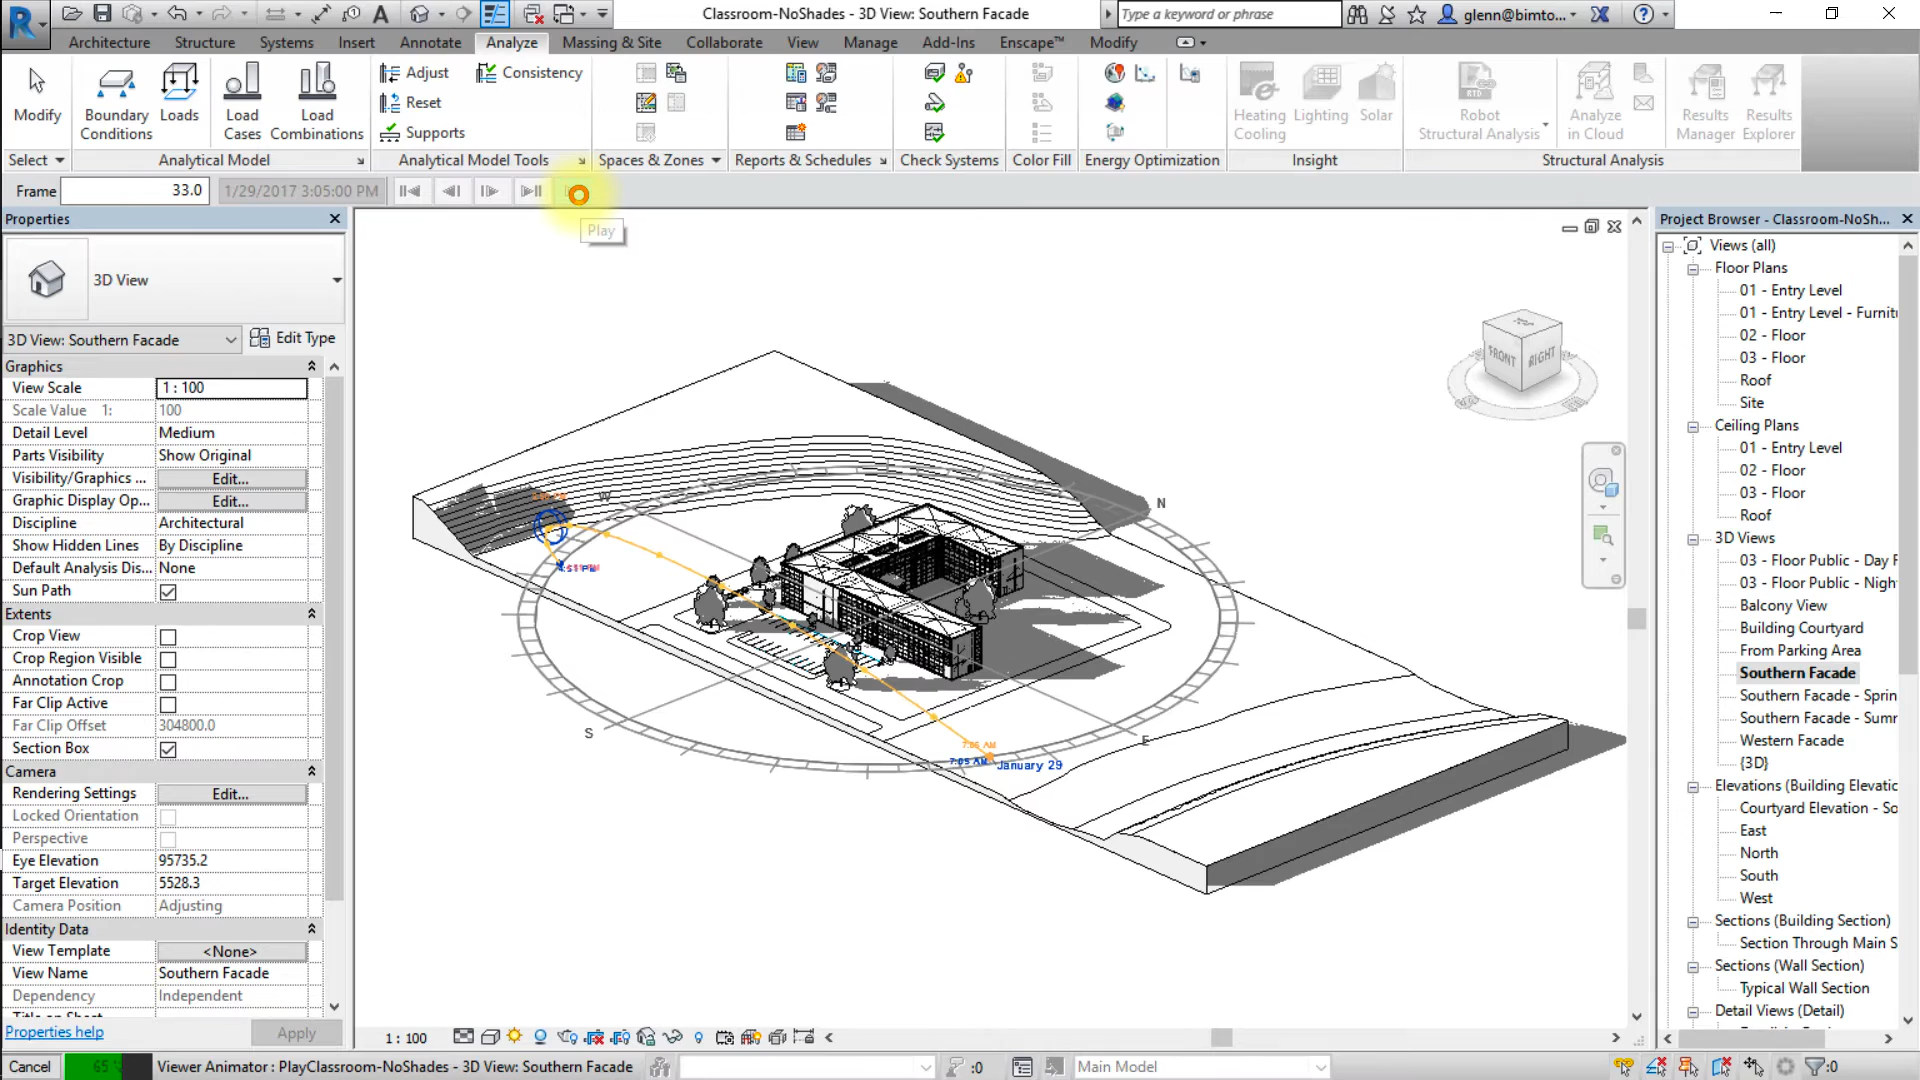 Classroom-NoShades - 3D View: Southern Facade
Type a keyword or phrase
glenn@bimto...
Architecture Structure Systems Insert Annotate Analyze Massing & Site Collaborate View Manage Add-Ins Enscape™ Modify
Modify
Boundary Conditions
Loads
Load Cases
Load Combinations
Adjust
Reset
Supports
Consistency
Heating Cooling
Lighting
Solar
Robot Structural Analysis
Analyze in Cloud
Results Manager
Results Explorer
Select
Analytical Model
Analytical Model Tools
Spaces & Zones
Reports & Schedules
Check Systems
Color Fill
Energy Optimization
Insight
Structural Analysis
Frame 33.0 1/29/2017 3:05:00 PM
Play
Properties
3D View
3D View: Southern Facade
Edit Type
Graphics
View Scale 1 : 100
Scale Value 1: 100
Detail Level Medium
Parts Visibility Show Original
Visibility/Graphics ... Edit...
Graphic Display Op... Edit...
Discipline Architectural
Show Hidden Lines By Discipline
Default Analysis Dis... None
Sun Path
Extents
Crop View
Crop Region Visible
Annotation Crop
Far Clip Active
Far Clip Offset 304800.0
Section Box
Camera
Rendering Settings Edit...
Locked Orientation
Perspective
Eye Elevation 95735.2
Target Elevation 5528.3
Camera Position Adjusting
Identity Data
View Template <None>
View Name Southern Facade
Dependency Independent
Properties help
Apply
FRONT
RIGHT
W
N
S
E
4:51 PM
7:05 AM
7:05 AM
January 29
Project Browser - Classroom-NoSh...
Views (all)
Floor Plans
01 - Entry Level
01 - Entry Level - Furnitu
02 - Floor
03 - Floor
Roof
Site
Ceiling Plans
01 - Entry Level
02 - Floor
03 - Floor
Roof
3D Views
03 - Floor Public - Day F
03 - Floor Public - Nigh
Balcony View
Building Courtyard
From Parking Area
Southern Facade
Southern Facade - Sprin
Southern Facade - Sumr
Western Facade
{3D}
Elevations (Building Elevatic
Courtyard Elevation - So
East
North
South
West
Sections (Building Section)
Section Through Main S
Sections (Wall Section)
Typical Wall Section
Detail Views (Detail)
1 : 100
Cancel
65 %
Viewer Animator : PlayClassroom-NoShades - 3D View: Southern Facade
:0
Main Model
:0